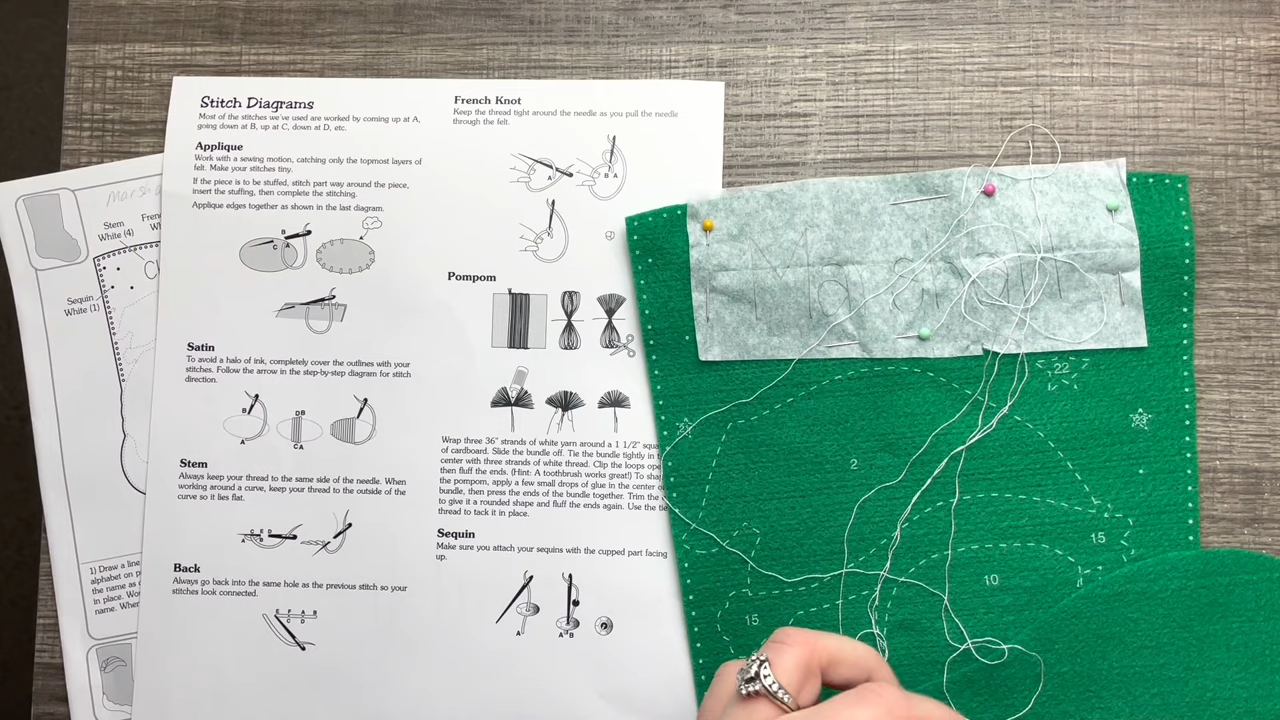 Stitch Diagrams
Most of the stitches we've used are worked by coming up at A,
going down at B, up at C, down at D, etc.
Applique
Work with a sewing motion, catching only the topmost layers of
felt. Make your stitches tiny.
If the piece is to be stuffed, stitch part way around the piece,
insert the stuffing, then complete the stitching.
Applique edges together as shown in the last diagram.
B
C
A
Satin
To avoid a halo of ink, completely cover the outlines with your
stitches. Follow the arrow in the step-by-step diagram for stitch
direction.
B
A
DB
CA
Stem
Always keep your thread to the same side of the needle. When
working around a curve, keep your thread to the outside of the
curve so it lies flat.
C E D
A B
Back
Always go back into the same hole as the previous stitch so your
stitches look connected.
E F A B
C D
French Knot
Keep the thread tight around the needle as you pull the needle
through the felt.
A
B A
Pompom
Wrap three 36" strands of white yarn around a 1 1/2" squa
of cardboard. Slide the bundle off. Tie the bundle tightly in
center with three strands of white thread. Clip the loops ope
then fluff the ends. (Hint: A toothbrush works great!) To sha
the pompom, apply a few small drops of glue in the center
bundle, then press the ends of the bundle together. Trim the
to give it a rounded shape and fluff the ends again. Use the
thread to tack it in place.
Sequin
Make sure you attach your sequins with the cupped part facing
up.
A
A B
Stem
White (4)
Fren
W
Sequin
White (1)
1) Draw a line
alphabet on p
the name as
in place. Wor
name. When
Marshall
22
2
15
10
15